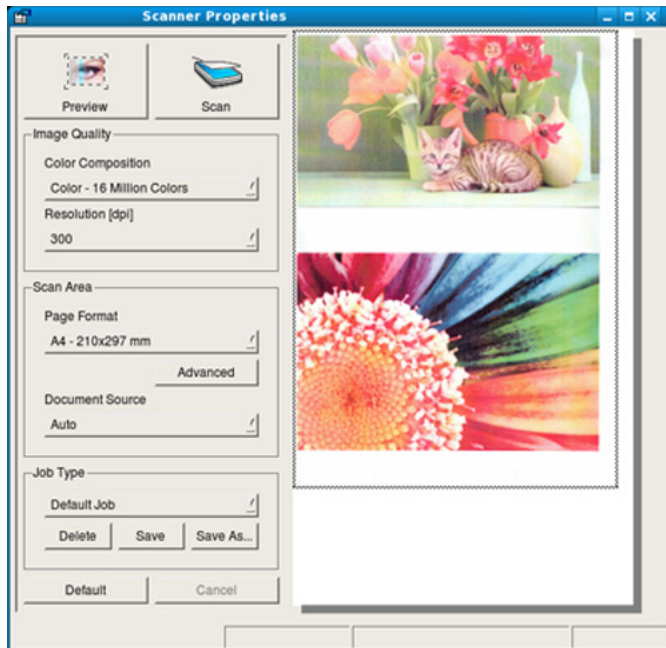 Scanner Properties
Preview
Scan
Image Quality
Color Composition
Color - 16 Million Colors
Resolution [dpi]
300
Scan Area
Page Format
A4 - 210x297 mm
Advanced
Document Source
Auto
Job Type
Default Job
Delete
Save
Save As...
Default
Cancel